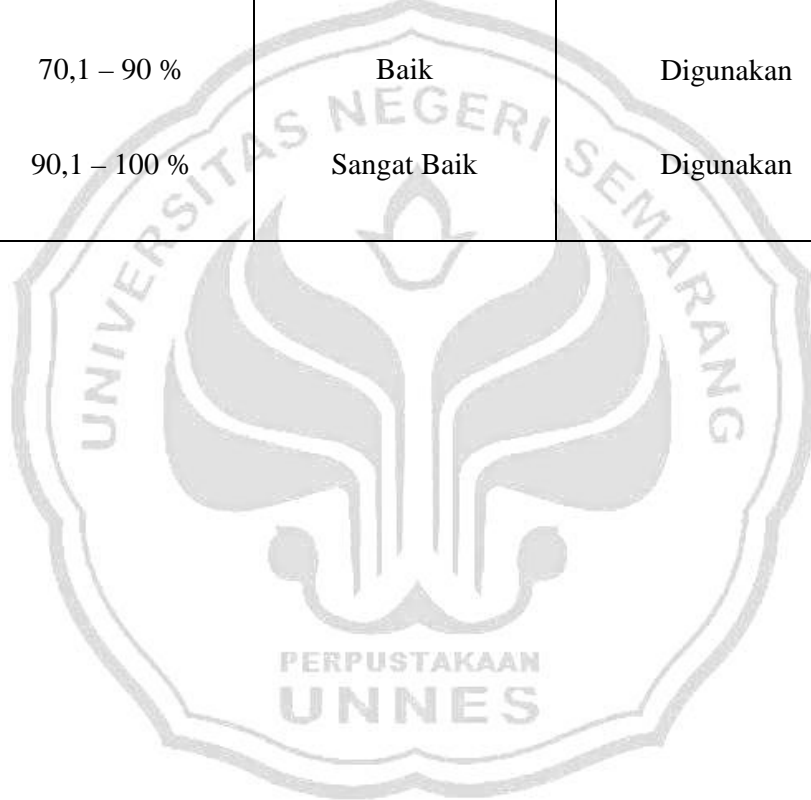 70,1 – 90 % Baik Digunakan
90,1 – 100 % Sangat Baik Digunakan
UNIVERSITAS NEGERI SEMARANG
PERPUSTAKAAN
UNNES